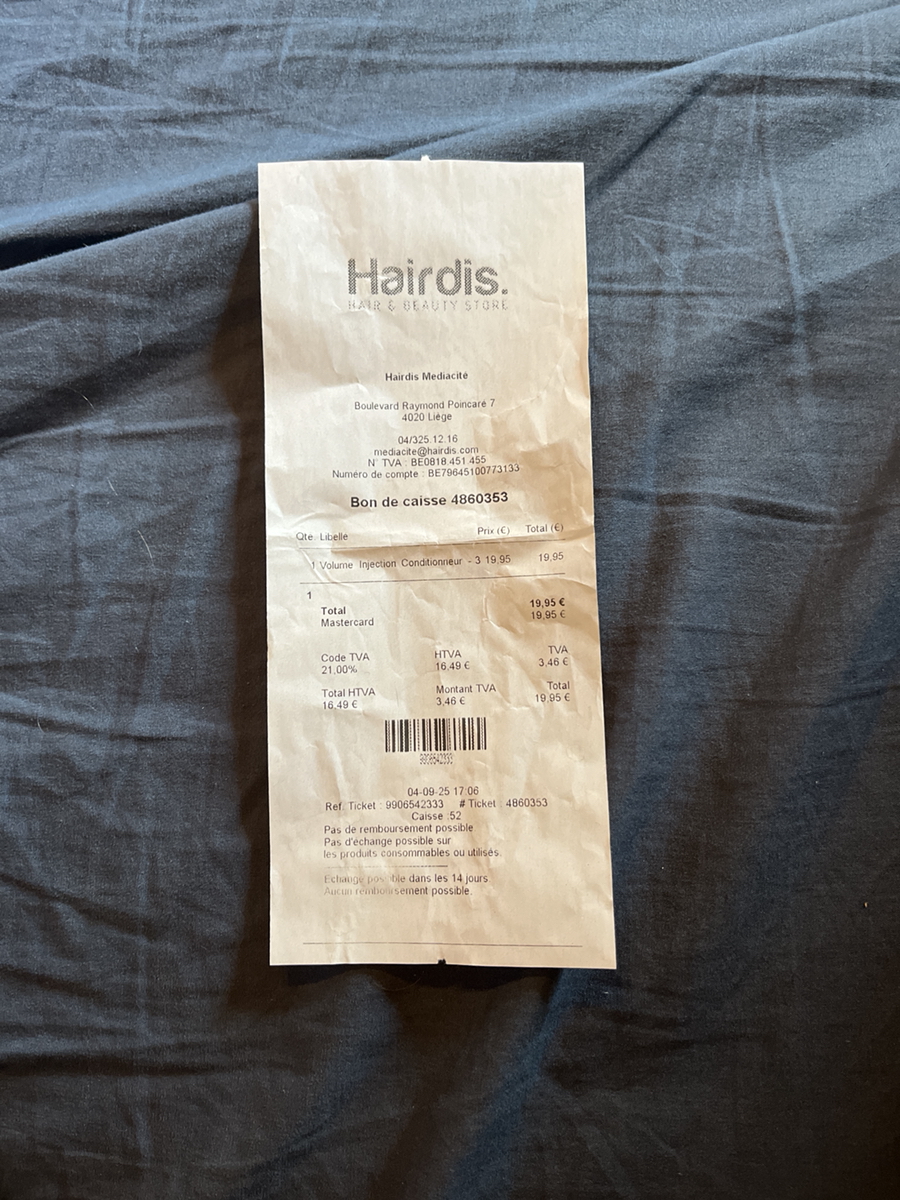 Hairdis.
HAIR & BEAUTY STORE
Hairdis Mediacité
Boulevard Raymond Poincaré 7
4020 Liège
04/325.12.16
mediacite@hairdis.com
N° TVA : BE0818.451.455
Numéro de compte : BE79645100773133
Bon de caisse 4860353
Qte Libellé Prix (€) Total (€)
1 Volume Injection Conditionneur - 3 19,95 19,95
1
Total 19,95 €
Mastercard 19,95 €
Code TVA HTVA TVA
21,00% 16,49 € 3,46 €
Total HTVA Montant TVA Total
16,49 € 3,46 € 19,95 €
9906542333
04-09-25 17:06
Ref. Ticket : 9906542333 # Ticket : 4860353
Caisse :52
Pas de remboursement possible
Pas d'échange possible sur
les produits consommables ou utilisés.
Echange possible dans les 14 jours
Aucun remboursement possible.